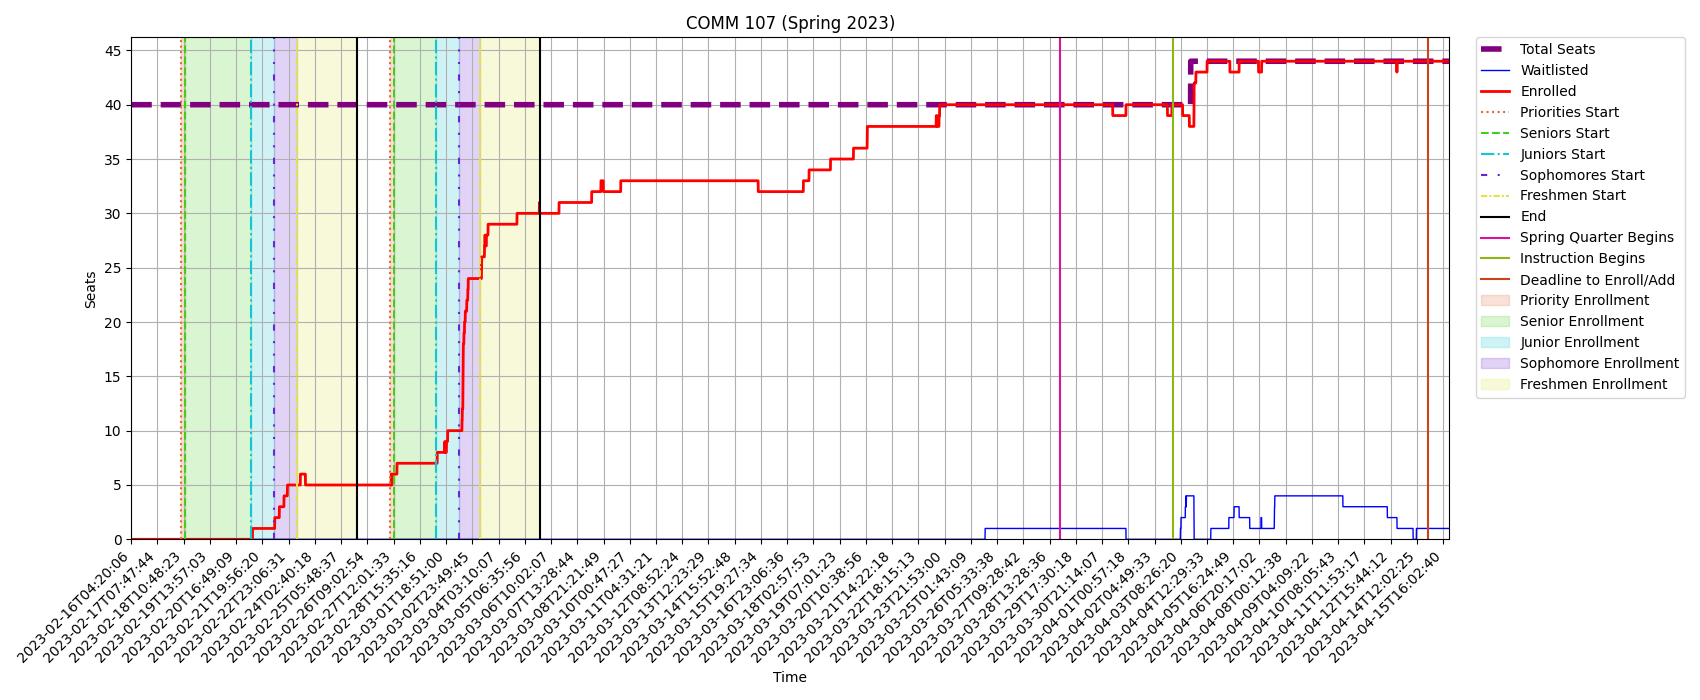 COMM 107 (Spring 2023)
Seats
45
40
35
30
25
20
15
10
5
0
2023-02-16T04:20:06
2023-02-17T07:47:44
2023-02-18T10:48:23
2023-02-19T13:57:03
2023-02-20T16:49:09
2023-02-21T19:56:20
2023-02-22T23:06:31
2023-02-24T02:40:18
2023-02-25T05:48:37
2023-02-26T09:02:54
2023-02-27T12:01:33
2023-02-28T15:35:16
2023-03-01T18:51:00
2023-03-02T23:49:45
2023-03-04T03:10:07
2023-03-05T06:35:56
2023-03-06T10:02:07
2023-03-07T13:28:44
2023-03-08T21:21:49
2023-03-10T00:47:27
2023-03-11T04:31:21
2023-03-12T08:52:24
2023-03-13T12:23:29
2023-03-14T15:52:48
2023-03-15T19:27:34
2023-03-16T23:06:36
2023-03-18T02:57:53
2023-03-19T07:01:23
2023-03-20T10:38:56
2023-03-21T14:22:18
2023-03-22T18:15:13
2023-03-23T21:53:00
2023-03-25T01:43:09
2023-03-26T05:33:38
2023-03-27T09:28:42
2023-03-28T13:28:36
2023-03-29T17:30:18
2023-03-30T21:14:07
2023-04-01T00:57:18
2023-04-02T04:49:33
2023-04-03T08:26:20
2023-04-04T12:29:33
2023-04-05T16:24:49
2023-04-06T20:17:02
2023-04-08T00:12:38
2023-04-09T04:09:22
2023-04-10T08:05:43
2023-04-11T11:53:17
2023-04-12T15:44:12
2023-04-14T12:02:25
2023-04-15T16:02:40
Time
Total Seats
Waitlisted
Enrolled
Priorities Start
Seniors Start
Juniors Start
Sophomores Start
Freshmen Start
End
Spring Quarter Begins
Instruction Begins
Deadline to Enroll/Add
Priority Enrollment
Senior Enrollment
Junior Enrollment
Sophomore Enrollment
Freshmen Enrollment